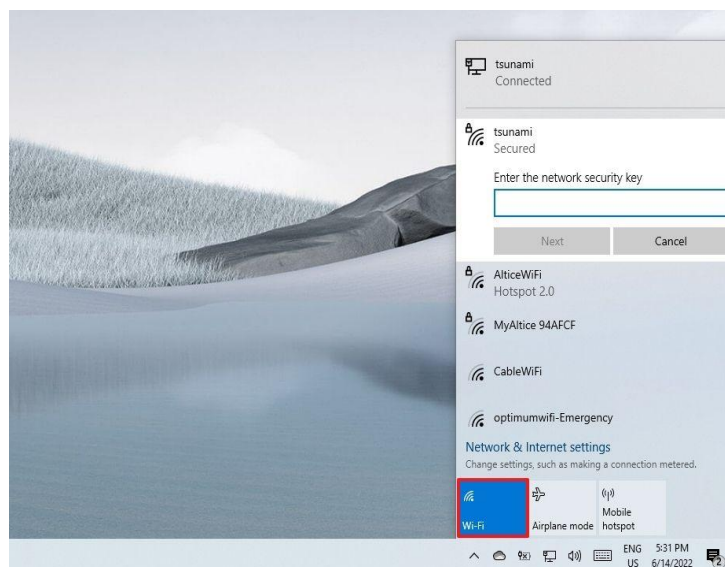 tsunami
Connected
tsunami
Secured
Enter the network security key
Next Cancel
AlticeWiFi
Hotspot 2.0
MyAltice 94AFCF
CableWiFi
optimumwifi-Emergency
Network & Internet settings
Change settings, such as making a connection metered.
Wi-Fi
Airplane mode
Mobile
hotspot
ENG 5:31 PM
US 6/14/2022
2